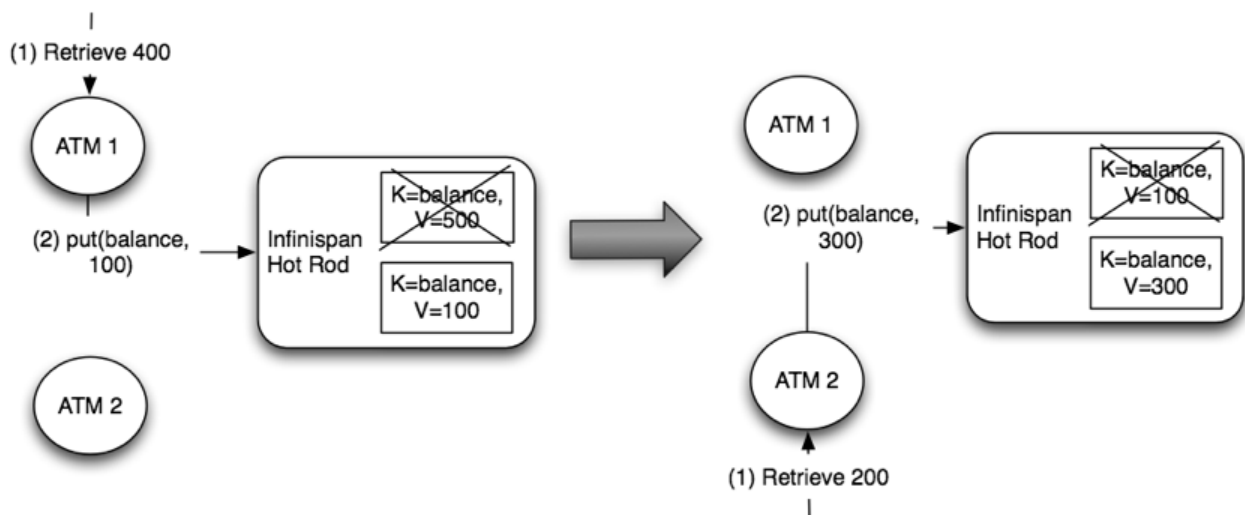 (1) Retrieve 400
ATM 1
(2) put(balance,
100)
Infinispan
Hot Rod
K=balance,
V=500
K=balance,
V=100
ATM 2
ATM 1
(2) put(balance,
300)
Infinispan
Hot Rod
K=balance,
V=100
K=balance,
V=300
ATM 2
(1) Retrieve 200